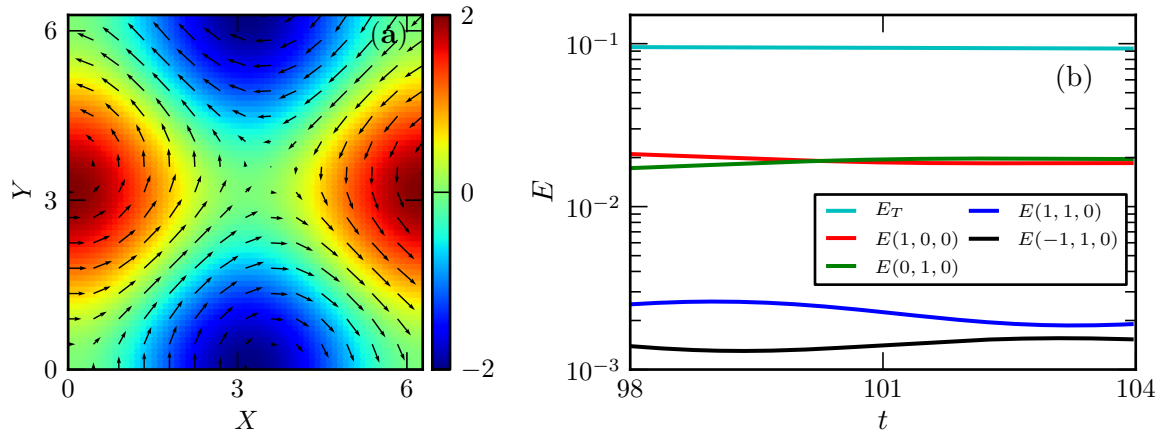 (a)
6
3
0
Y
0
3
6
X
2
0
−2
(b)
10^{-1}
10^{-2}
10^{-3}
E
98
101
104
t
E_T
E(1, 0, 0)
E(0, 1, 0)
E(1, 1, 0)
E(−1, 1, 0)